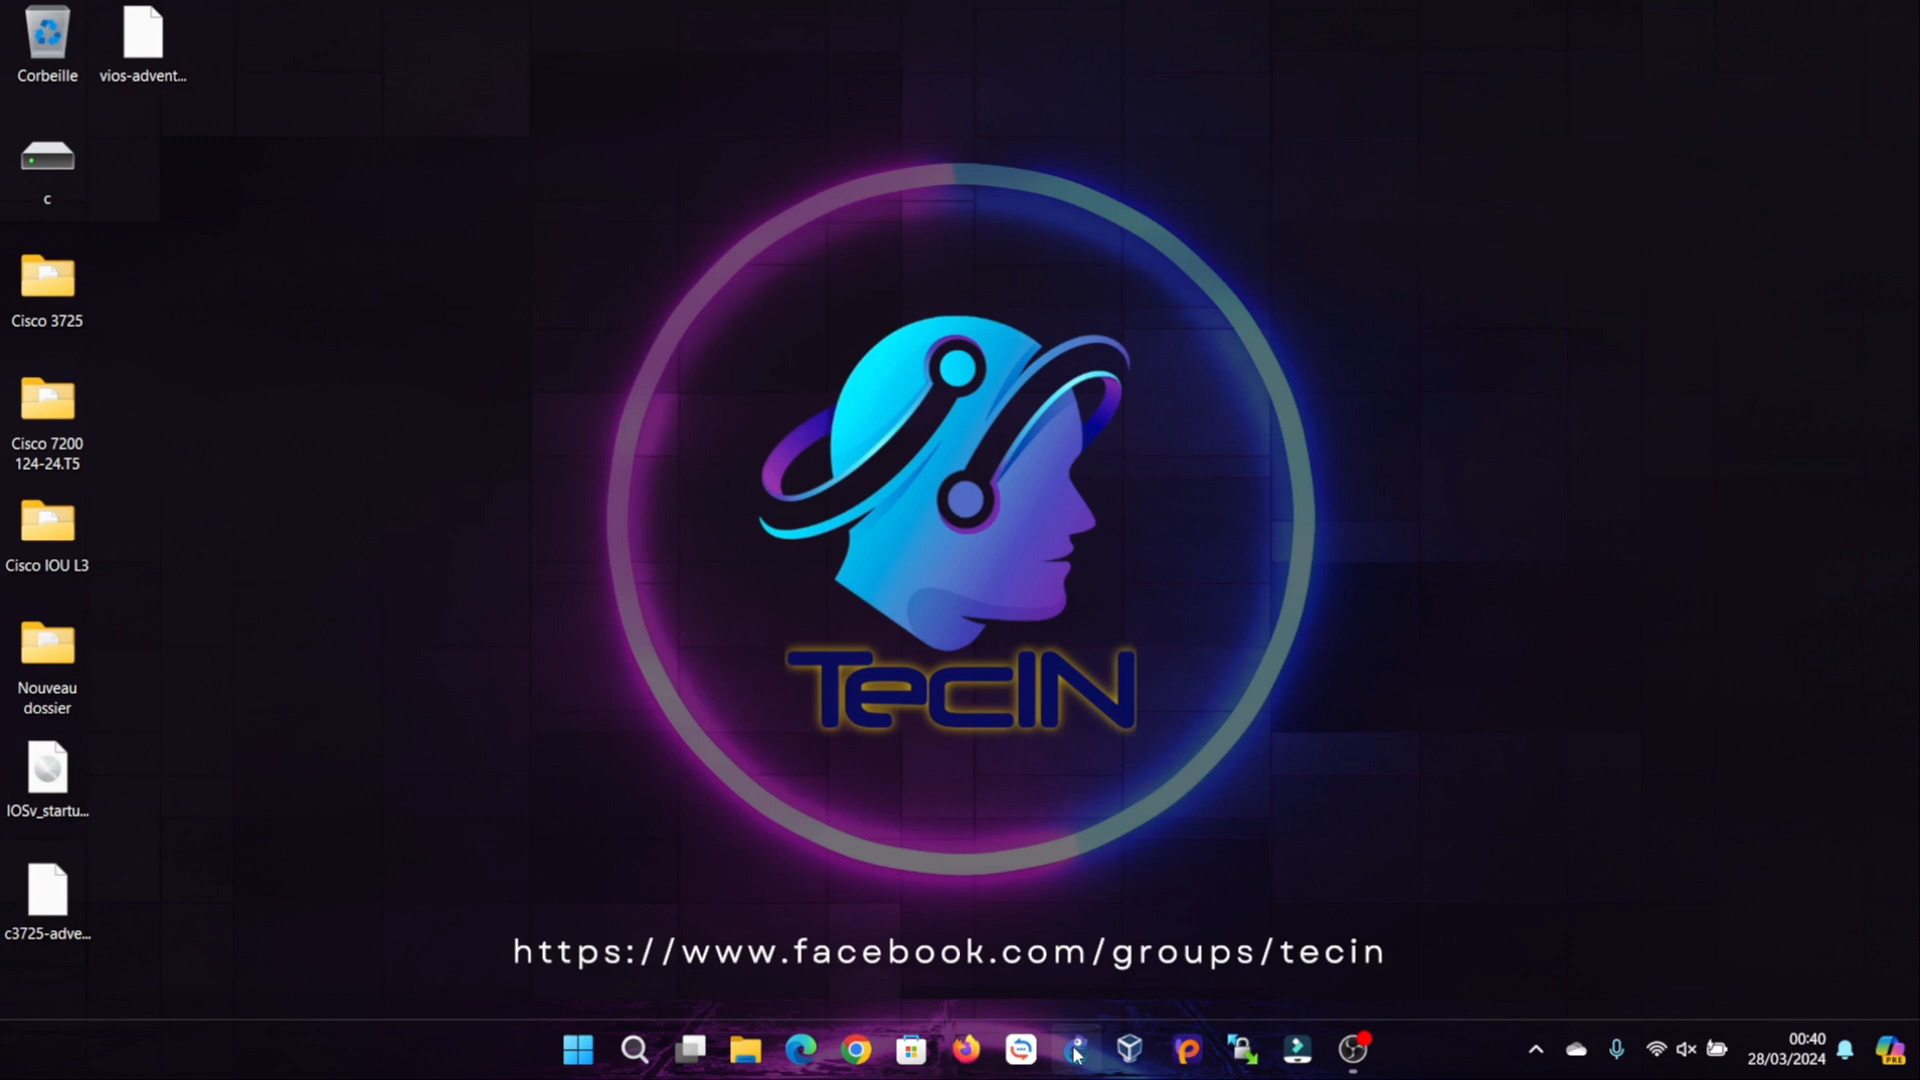 Corbeille
vios-advent...
c
Cisco 3725
Cisco 7200
124-24.T5
Cisco IOU L3
Nouveau
dossier
IOSv_startu...
c3725-adve...
TecIN
https://www.facebook.com/groups/tecin
00:40
28/03/2024
PRE